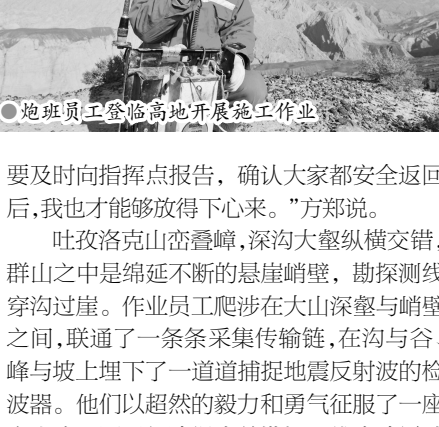 ●炮班员工登临高地开展施工作业
要及时向指挥点报告，确认大家都安全返回
后,我也才能够放得下心来。”方郑说。
吐孜洛克山峦叠嶂,深沟大壑纵横交错,
群山之中是绵延不断的悬崖峭壁，勘探测线
穿沟过崖。作业员工爬涉在大山深壑与峭壁
之间,联通了一条条采集传输链,在沟与谷、
峰与坡上埋下了一道道捕捉地震反射波的检
波器。他们以超然的毅力和勇气征服了一座